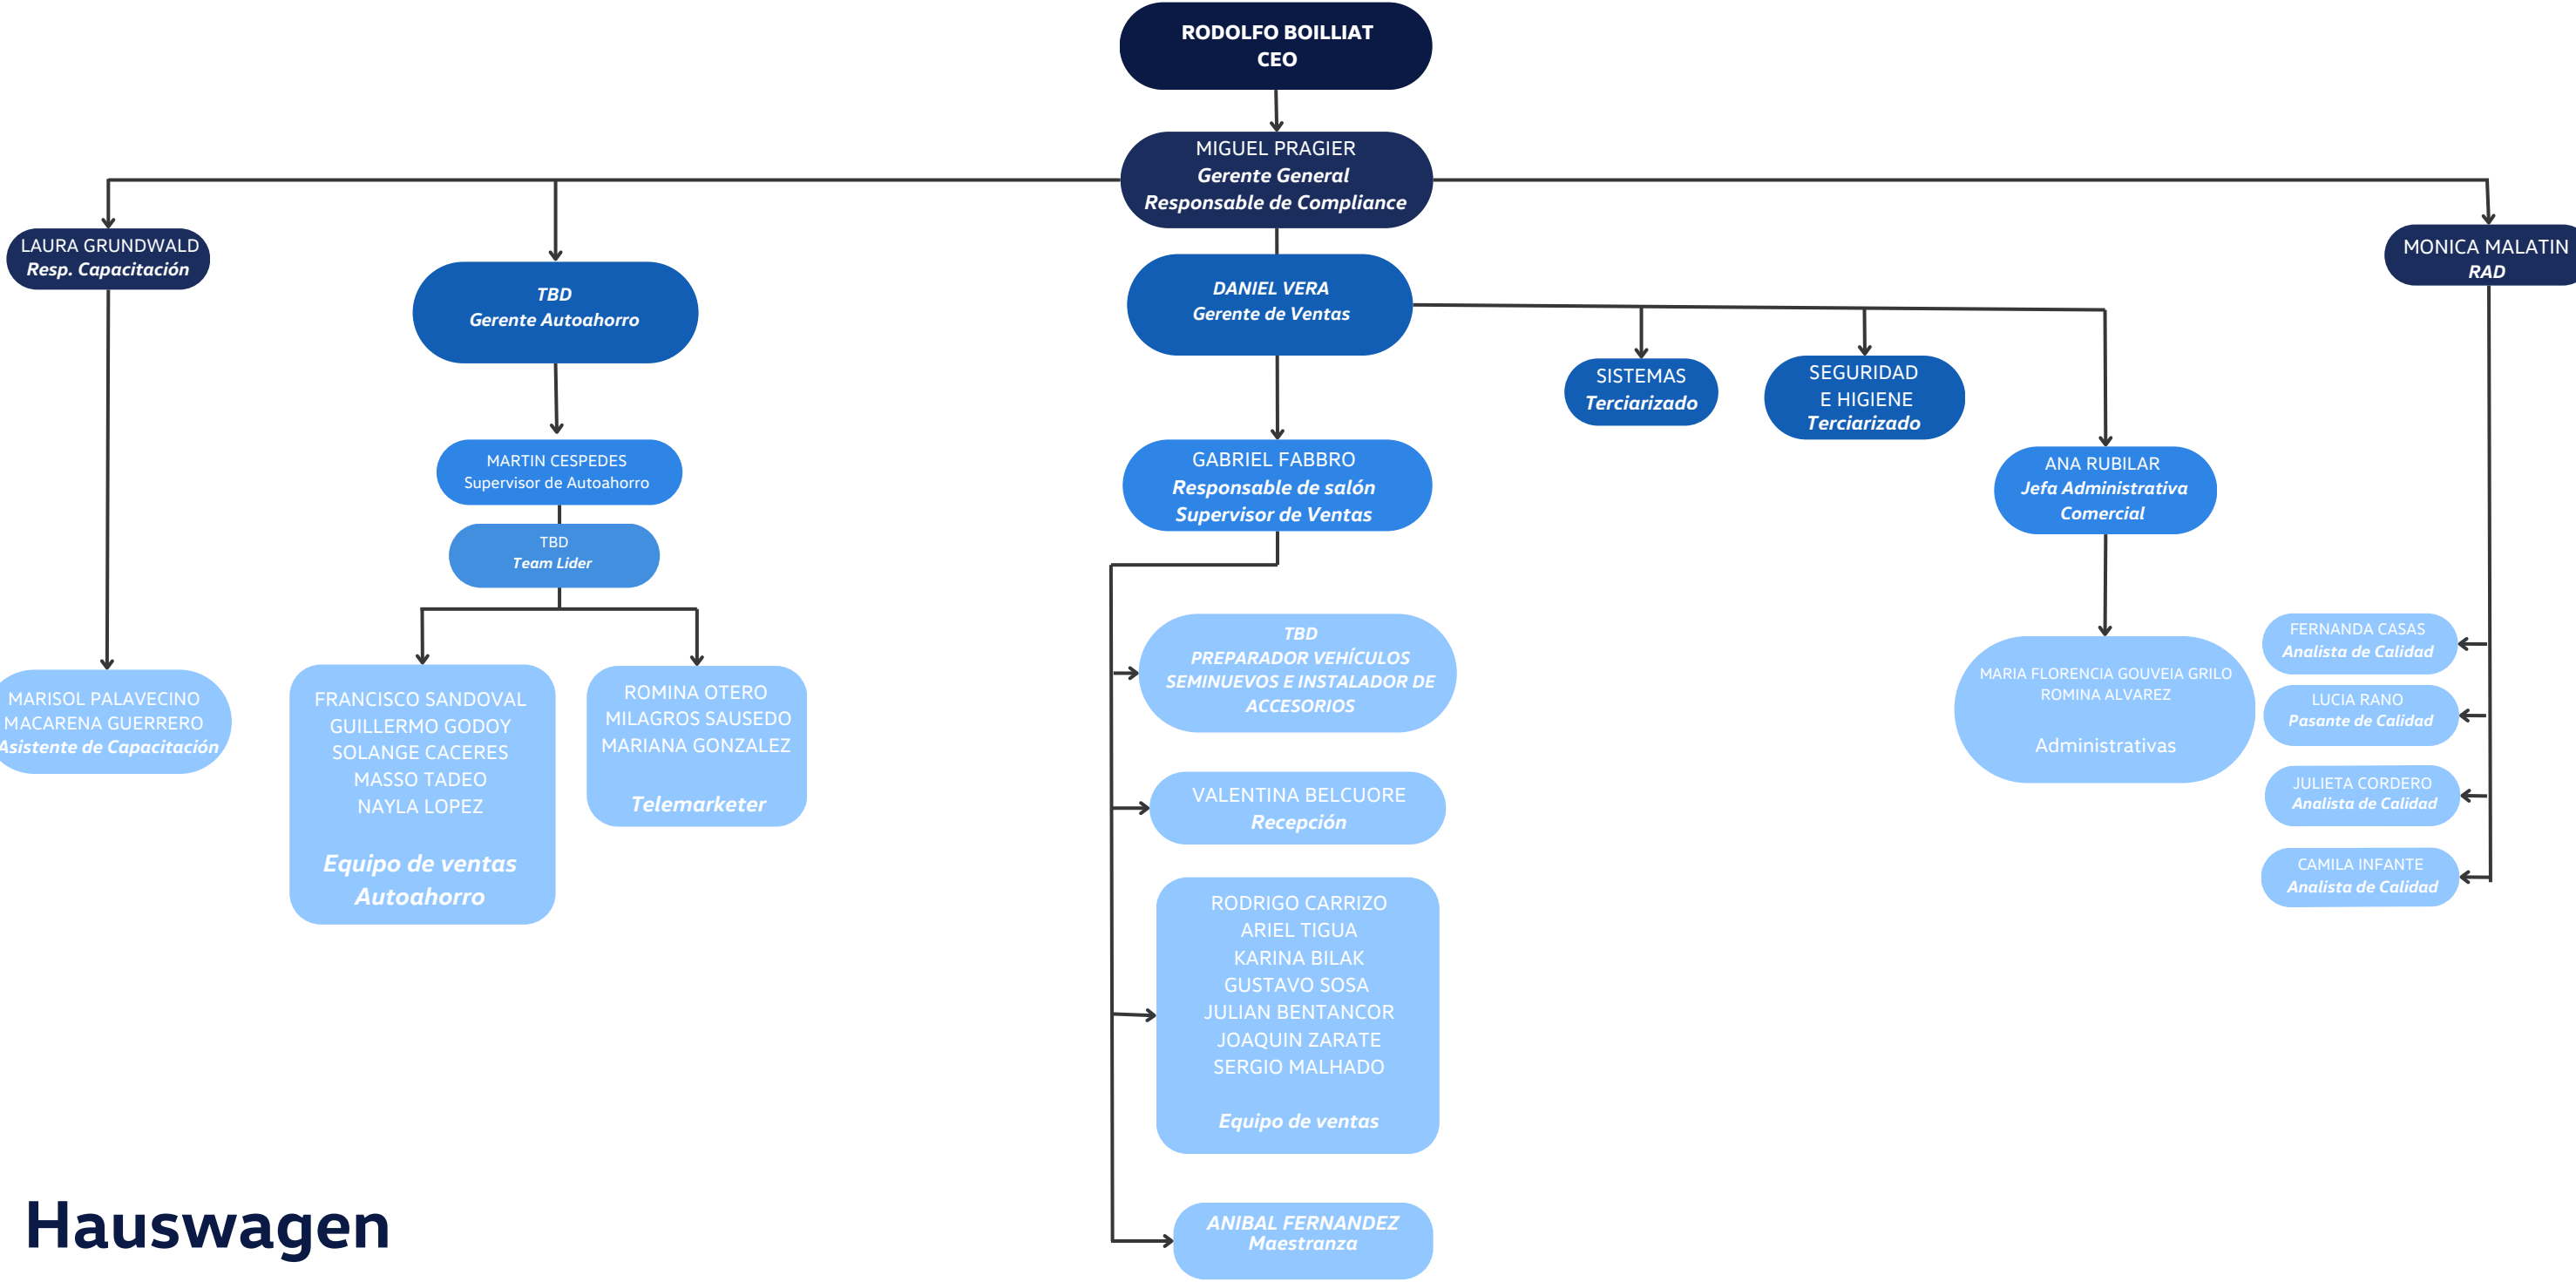 RODOLFO BOILLIAT
CEO
MIGUEL PRAGIER
Gerente General
Responsable de Compliance
LAURA GRUNDWALD
Resp. Capacitación
MONICA MALATIN
RAD
TBD
Gerente Autoahorro
DANIEL VERA
Gerente de Ventas
SISTEMAS
Terciarizado
SEGURIDAD
E HIGIENE
Terciarizado
MARTIN CESPEDES
Supervisor de Autoahorro
GABRIEL FABBRO
Responsable de salón
Supervisor de Ventas
ANA RUBILAR
Jefa Administrativa
Comercial
TBD
Team Lider
MARISOL PALAVECINO
MACARENA GUERRERO
Asistente de Capacitación
FRANCISCO SANDOVAL
GUILLERMO GODOY
SOLANGE CACERES
MASSO TADEO
NAYLA LOPEZ
Equipo de ventas
Autoahorro
ROMINA OTERO
MILAGROS SAUSEDO
MARIANA GONZALEZ
Telemarketer
TBD
PREPARADOR VEHÍCULOS
SEMINUEVOS E INSTALADOR DE
ACCESORIOS
VALENTINA BELCUORE
Recepción
RODRIGO CARRIZO
ARIEL TIGUA
KARINA BILAK
GUSTAVO SOSA
JULIAN BENTANCOR
JOAQUIN ZARATE
SERGIO MALHADO
Equipo de ventas
ANIBAL FERNANDEZ
Maestranza
MARIA FLORENCIA GOUVEIA GRILO
ROMINA ALVAREZ
Administrativas
FERNANDA CASAS
Analista de Calidad
LUCIA RANO
Pasante de Calidad
JULIETA CORDERO
Analista de Calidad
CAMILA INFANTE
Analista de Calidad
Hauswagen